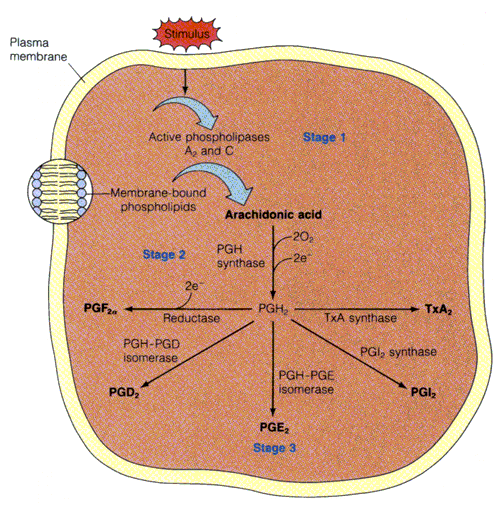 Stimulus
Plasma
membrane
Active phospholipases
A₂ and C
Stage 1
Membrane-bound
phospholipids
Arachidonic acid
Stage 2
PGH
synthase
2O₂
2e⁻
2e⁻
PGF₂α
Reductase
PGH₂
TxA synthase
TxA₂
PGH-PGD
isomerase
PGI₂ synthase
PGH-PGE
isomerase
PGD₂
PGI₂
PGE₂
Stage 3